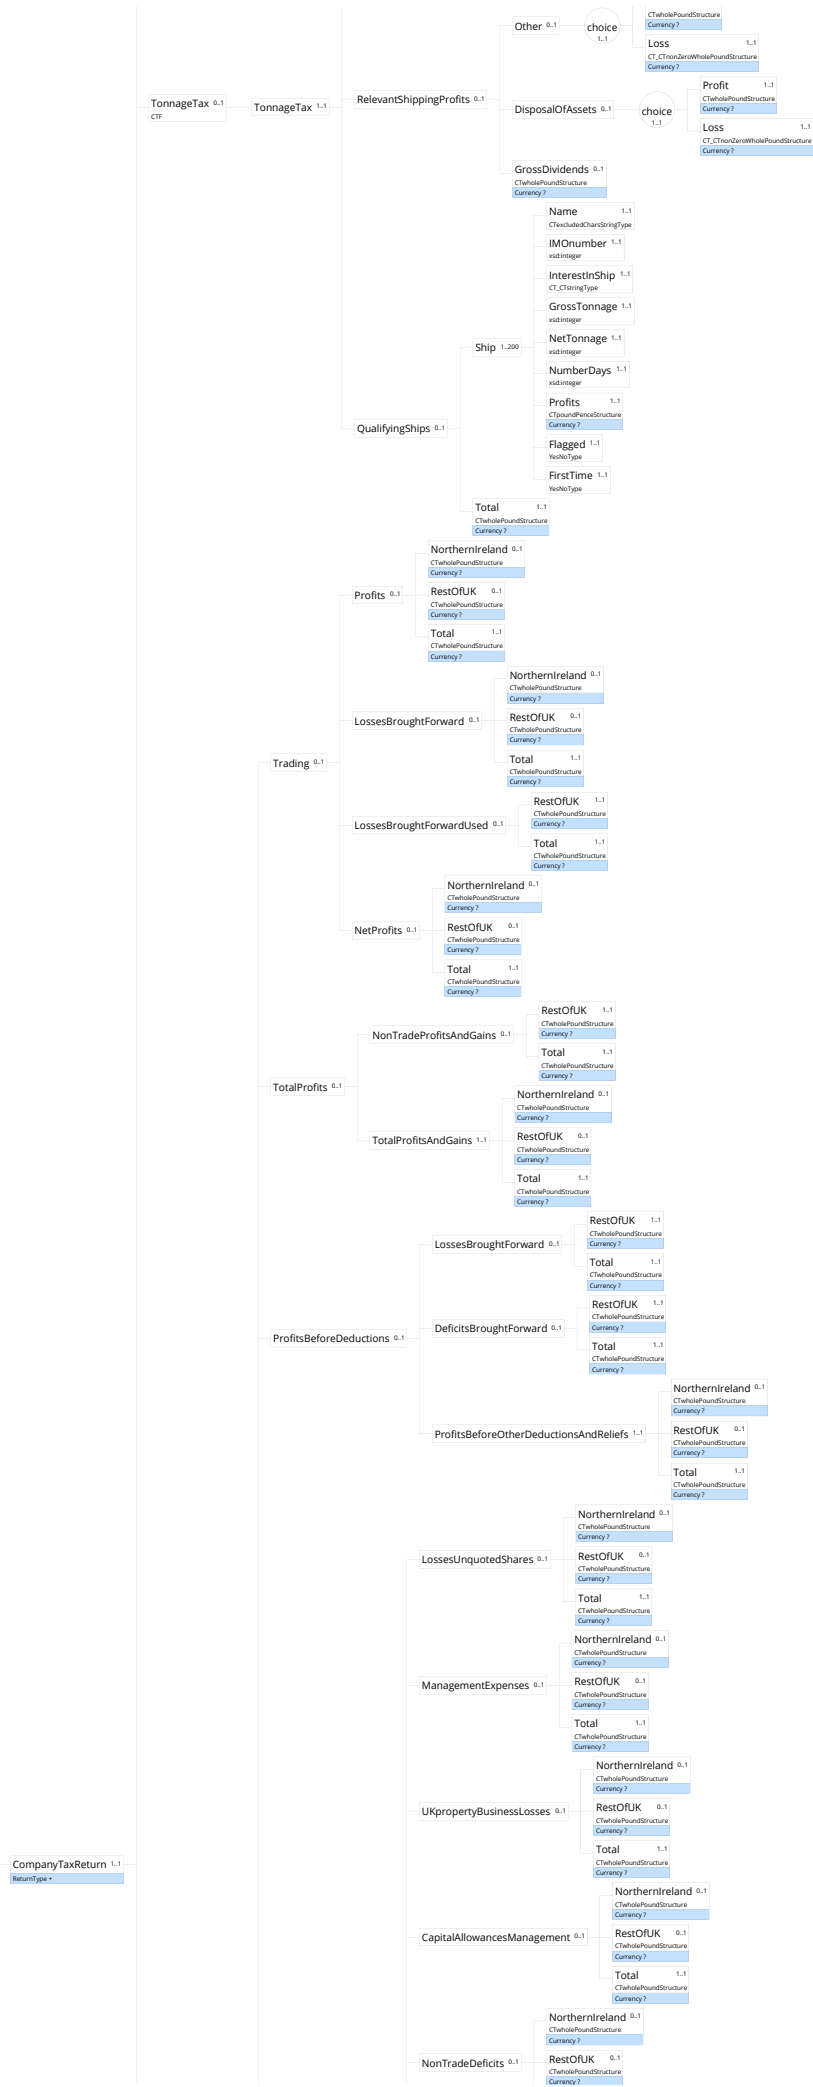 CTwholePoundStructure
Currency ?
Other 0..1
choice
1..1
Loss 1..1
CT_CTnonZeroWholePoundStructure
Currency ?
TonnageTax 0..1
CTF
TonnageTax 1..1
RelevantShippingProfits 0..1
DisposalOfAssets 0..1
choice
1..1
Profit 1..1
CTwholePoundStructure
Currency ?
Loss 1..1
CT_CTnonZeroWholePoundStructure
Currency ?
GrossDividends 0..1
CTwholePoundStructure
Currency ?
Name 1..1
CTexcludedCharsStringType
IMOnumber 1..1
xsd:integer
InterestInShip 1..1
CT_CTstringType
GrossTonnage 1..1
xsd:integer
Ship 1..200
NetTonnage 1..1
xsd:integer
NumberDays 1..1
xsd:integer
Profits 1..1
CTpoundPenceStructure
Currency ?
QualifyingShips 0..1
Flagged 1..1
YesNoType
FirstTime 1..1
YesNoType
Total 1..1
CTwholePoundStructure
Currency ?
NorthernIreland 0..1
CTwholePoundStructure
Currency ?
Profits 0..1
RestOfUK 0..1
CTwholePoundStructure
Currency ?
Total 1..1
CTwholePoundStructure
Currency ?
NorthernIreland 0..1
CTwholePoundStructure
Currency ?
LossesBroughtForward 0..1
RestOfUK 0..1
CTwholePoundStructure
Currency ?
Trading 0..1
Total 1..1
CTwholePoundStructure
Currency ?
RestOfUK 1..1
CTwholePoundStructure
Currency ?
LossesBroughtForwardUsed 0..1
Total 1..1
CTwholePoundStructure
Currency ?
NorthernIreland 0..1
CTwholePoundStructure
Currency ?
NetProfits 0..1
RestOfUK 0..1
CTwholePoundStructure
Currency ?
Total 1..1
CTwholePoundStructure
Currency ?
RestOfUK 1..1
CTwholePoundStructure
Currency ?
NonTradeProfitsAndGains 0..1
Total 1..1
CTwholePoundStructure
Currency ?
TotalProfits 0..1
NorthernIreland 0..1
CTwholePoundStructure
Currency ?
TotalProfitsAndGains 1..1
RestOfUK 0..1
CTwholePoundStructure
Currency ?
Total 1..1
CTwholePoundStructure
Currency ?
RestOfUK 1..1
CTwholePoundStructure
Currency ?
LossesBroughtForward 0..1
Total 1..1
CTwholePoundStructure
Currency ?
RestOfUK 1..1
CTwholePoundStructure
Currency ?
DeficitsBroughtForward 0..1
ProfitsBeforeDeductions 0..1
Total 1..1
CTwholePoundStructure
Currency ?
NorthernIreland 0..1
CTwholePoundStructure
Currency ?
ProfitsBeforeOtherDeductionsAndReliefs 1..1
RestOfUK 0..1
CTwholePoundStructure
Currency ?
Total 1..1
CTwholePoundStructure
Currency ?
NorthernIreland 0..1
CTwholePoundStructure
Currency ?
LossesUnquotedShares 0..1
RestOfUK 0..1
CTwholePoundStructure
Currency ?
Total 1..1
CTwholePoundStructure
Currency ?
NorthernIreland 0..1
CTwholePoundStructure
Currency ?
ManagementExpenses 0..1
RestOfUK 0..1
CTwholePoundStructure
Currency ?
Total 1..1
CTwholePoundStructure
Currency ?
NorthernIreland 0..1
CTwholePoundStructure
Currency ?
UKpropertyBusinessLosses 0..1
RestOfUK 0..1
CTwholePoundStructure
Currency ?
Total 1..1
CTwholePoundStructure
Currency ?
CompanyTaxReturn 1..1
ReturnType +
NorthernIreland 0..1
CTwholePoundStructure
Currency ?
CapitalAllowancesManagement 0..1
RestOfUK 0..1
CTwholePoundStructure
Currency ?
Total 1..1
CTwholePoundStructure
Currency ?
NorthernIreland 0..1
CTwholePoundStructure
Currency ?
NonTradeDeficits 0..1
RestOfUK 0..1
CTwholePoundStructure
Currency ?